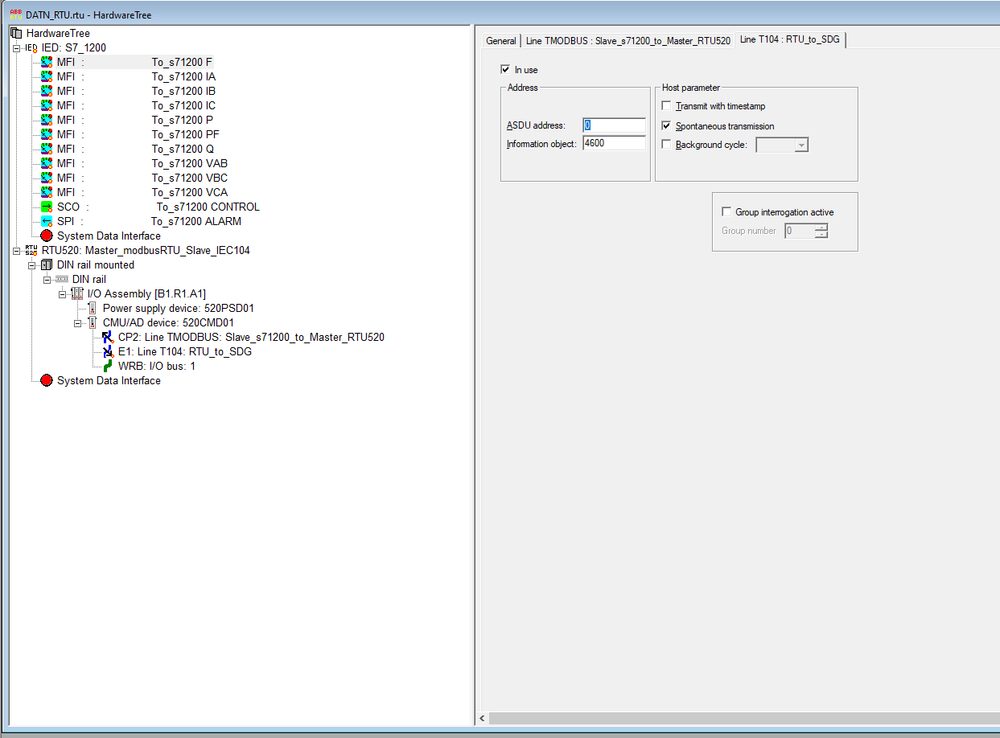 ABB
RTU DATN_RTU.rtu - HardwareTree
HardwareTree
IED IED: S7_1200
MFI : To_s71200 F
MFI : To_s71200 IA
MFI : To_s71200 IB
MFI : To_s71200 IC
MFI : To_s71200 P
MFI : To_s71200 PF
MFI : To_s71200 Q
MFI : To_s71200 VAB
MFI : To_s71200 VBC
MFI : To_s71200 VCA
SCO : To_s71200 CONTROL
SPI : To_s71200 ALARM
System Data Interface
RTU 520 RTU520: Master_modbusRTU_Slave_IEC104
DIN rail mounted
DIN rail
I/O Assembly [B1.R1.A1]
Power supply device: 520PSD01
CMU/AD device: 520CMD01
CP2: Line TMODBUS: Slave_s71200_to_Master_RTU520
E1: Line T104: RTU_to_SDG
WRB: I/O bus: 1
System Data Interface
General Line TMODBUS : Slave_s71200_to_Master_RTU520 Line T104 : RTU_to_SDG
In use
Address
ASDU address: 0
Information object: 4600
Host parameter
Transmit with timestamp
Spontaneous transmission
Background cycle:
Group interrogation active
Group number 0